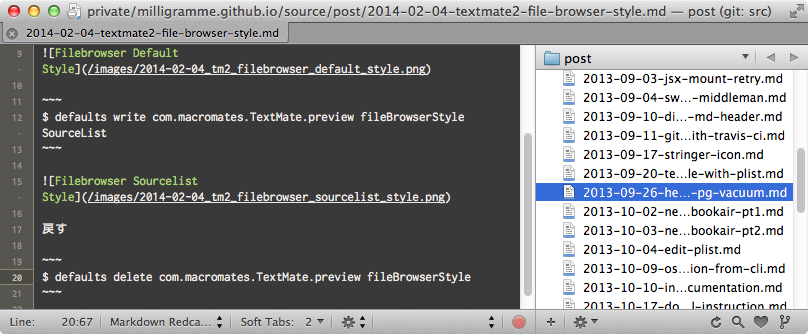 private/milligramme.github.io/source/post/2014-02-04-textmate2-file-browser-style.md — post (git: src)
2014-02-04-textmate2-file-browser-style.md
9 ![Filebrowser Default
Style](/images/2014-02-04_tm2_filebrowser_default_style.png)
10
11 ~~~
12 $ defaults write com.macromates.TextMate.preview fileBrowserStyle
SourceList
13 ~~~
14
15 ![Filebrowser Sourcelist
Style](/images/2014-02-04_tm2_filebrowser_sourcelist_style.png)
16
17 戻す
18
19 ~~~
20 $ defaults delete com.macromates.TextMate.preview fileBrowserStyle
21 ~~~
post
2013-09-03-jsx-mount-retry.md
2013-09-04-sw...-middleman.md
2013-09-10-di...-md-header.md
2013-09-11-git...ith-travis-ci.md
2013-09-17-stringer-icon.md
2013-09-20-te...le-with-plist.md
2013-09-26-he...-pg-vacuum.md
2013-10-02-ne...bookair-pt1.md
2013-10-03-ne...bookair-pt2.md
2013-10-04-edit-plist.md
2013-10-09-os...ion-from-cli.md
2013-10-10-in...cumentation.md
2013-10-17-do...l-instruction.md
Line: 20:67 Markdown Redca... Soft Tabs: 2